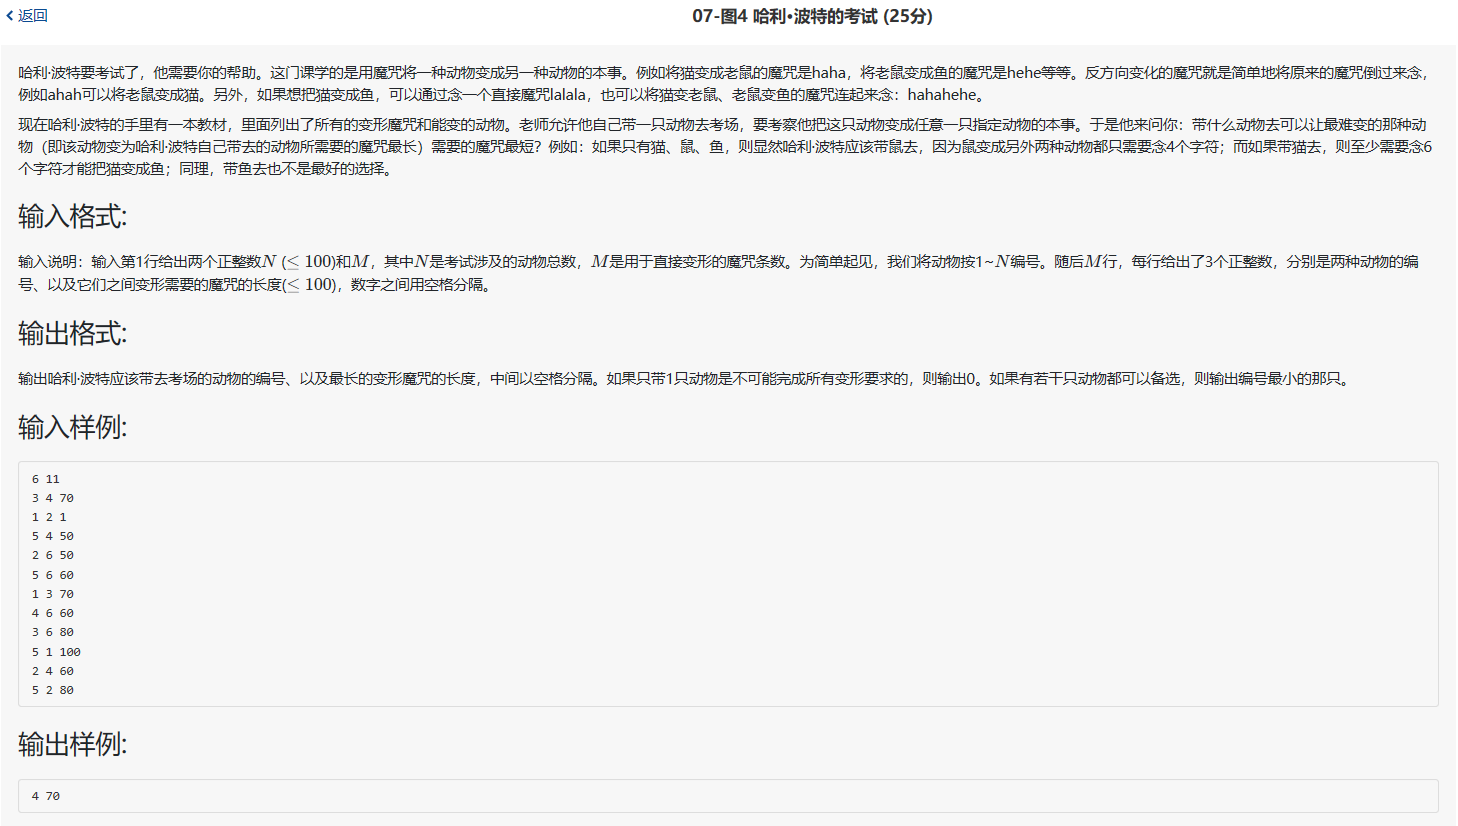 返回
07-图4 哈利·波特的考试 (25分)
哈利·波特要考试了，他需要你的帮助。这门课学的是用魔咒将一种动物变成另一种动物的本事。例如将猫变成老鼠的魔咒是haha，将老鼠变成鱼的魔咒是hehe等等。反方向变化的魔咒就是简单地将原来的魔咒倒过来念，
例如ahah可以将老鼠变成猫。另外，如果想把猫变成鱼，可以通过念一个直接魔咒lalala，也可以将猫变老鼠、老鼠变鱼的魔咒连起来念：hahahehe。
现在哈利·波特的手里有一本教材，里面列出了所有的变形魔咒和能变的动物。老师允许他自己带一只动物去考场，要考察他把这只动物变成任意一只指定动物的本事。于是他来问你：带什么动物去可以让最难变的那种动
物（即该动物变为哈利·波特自己带去的动物所需要的魔咒最长）需要的魔咒最短？例如：如果只有猫、鼠、鱼，则显然哈利·波特应该带鼠去，因为鼠变成另外两种动物都只需要念4个字符；而如果带猫去，则至少需要念6
个字符才能把猫变成鱼；同理，带鱼去也不是最好的选择。
输入格式:
输入说明：输入第1行给出两个正整数N (≤ 100)和M，其中N是考试涉及的动物总数，M是用于直接变形的魔咒条数。为简单起见，我们将动物按1~N编号。随后M行，每行给出了3个正整数，分别是两种动物的编
号、以及它们之间变形需要的魔咒的长度(≤ 100)，数字之间用空格分隔。
输出格式:
输出哈利·波特应该带去考场的动物的编号、以及最长的变形魔咒的长度，中间以空格分隔。如果只带1只动物是不可能完成所有变形要求的，则输出0。如果有若干只动物都可以备选，则输出编号最小的那只。
输入样例:
6 11
3 4 70
1 2 1
5 4 50
2 6 50
5 6 60
1 3 70
4 6 60
3 6 80
5 1 100
2 4 60
5 2 80
输出样例:
4 70